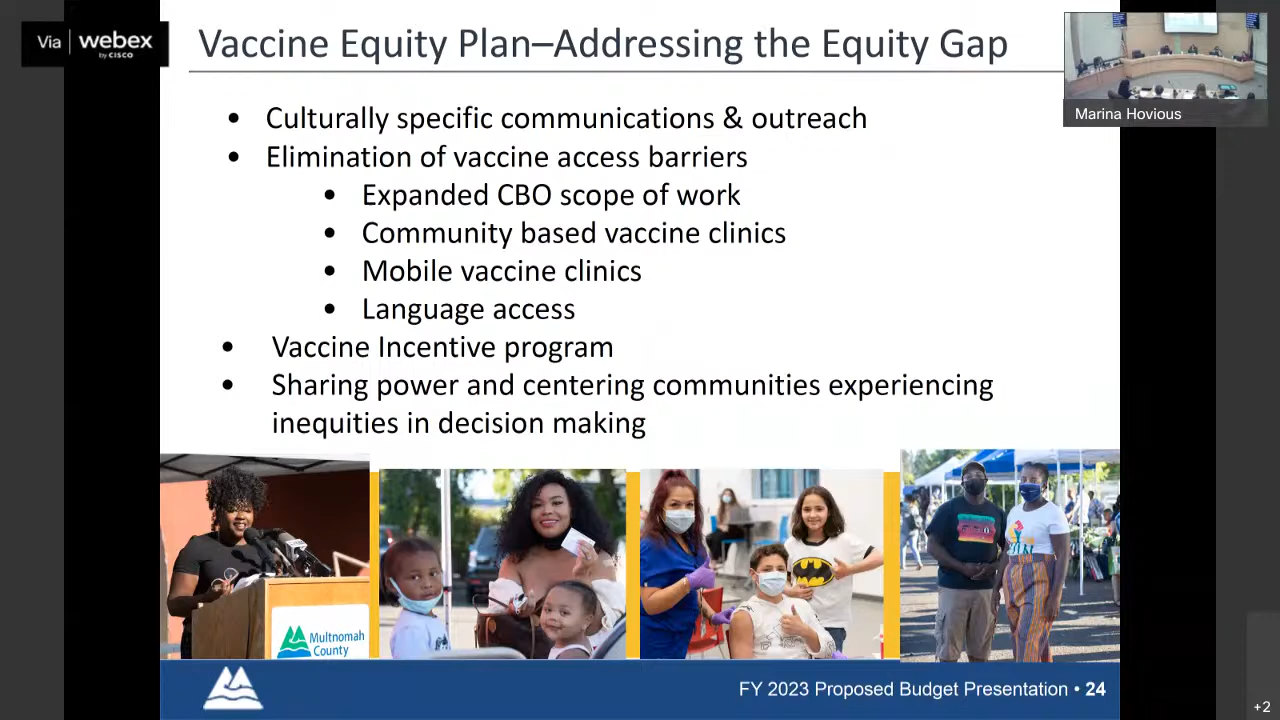 Via webex
by CISCO
Vaccine Equity Plan–Addressing the Equity Gap
Marina Hovious
• Culturally specific communications & outreach
• Elimination of vaccine access barriers
• Expanded CBO scope of work
• Community based vaccine clinics
• Mobile vaccine clinics
• Language access
• Vaccine Incentive program
• Sharing power and centering communities experiencing
inequities in decision making
Multnomah
County
FY 2023 Proposed Budget Presentation • 24
+2